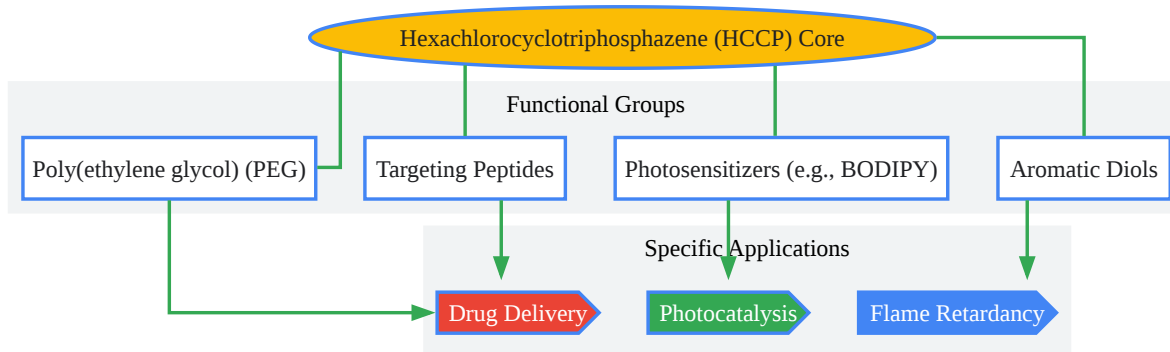 Hexachlorocyclotriphosphazene (HCCP) Core
Functional Groups
Poly(ethylene glycol) (PEG)
Targeting Peptides
Photosensitizers (e.g., BODIPY)
Aromatic Diols
Specific Applications
Drug Delivery
Photocatalysis
Flame Retardancy